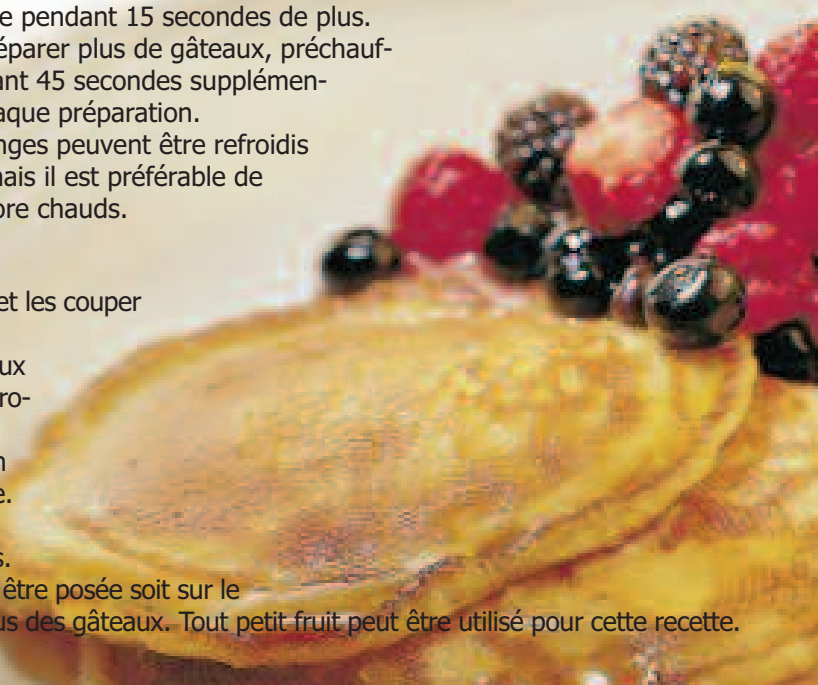 e pendant 15 secondes de plus.
éparer plus de gâteaux, préchauf-
ant 45 secondes supplémen-
aque préparation.
nges peuvent être refroidis
nais il est préférable de
ore chauds.
et les couper
ux
ro-
n
e.
s.
être posée soit sur le
us des gâteaux. Tout petit fruit peut être utilisé pour cette recette.